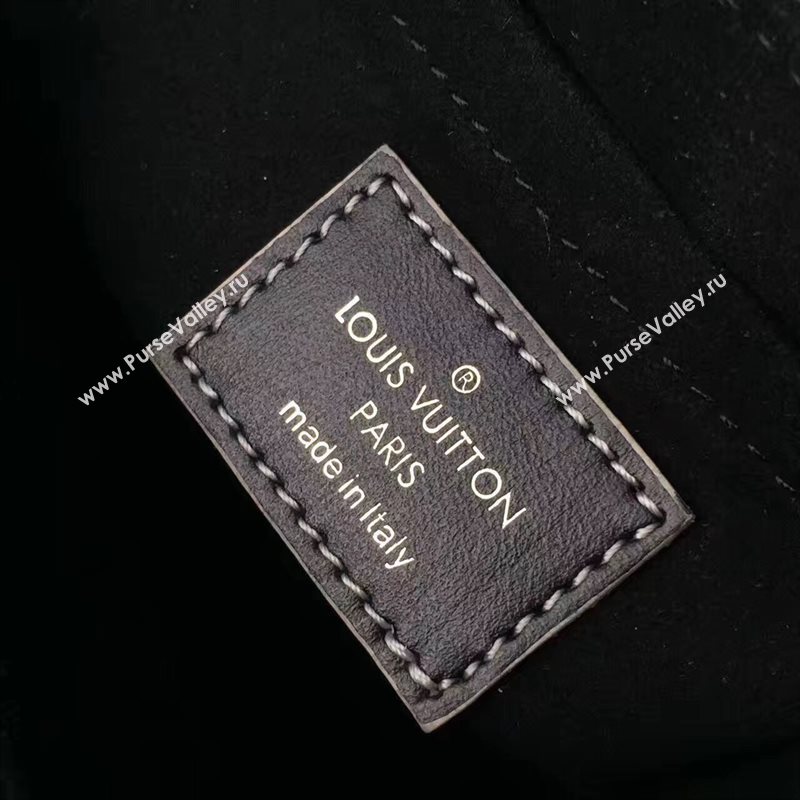 ®
LOUIS VUITTON
PARIS
made in Italy
www.PurseValley.ru
www.PurseValley.ru